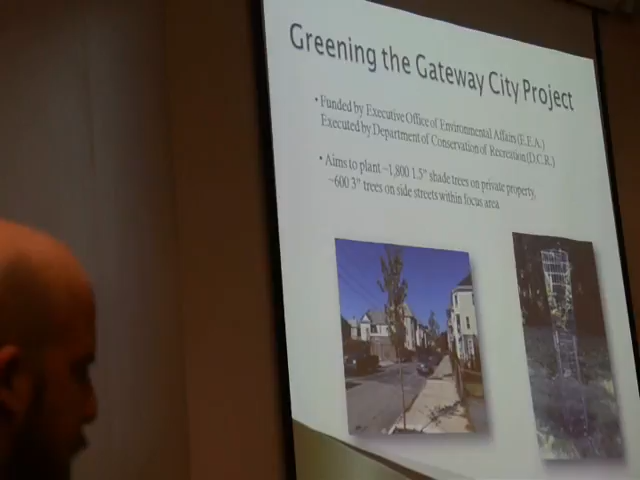 Greening the Gateway City Project
• Funded by Executive Office of Environmental Affairs (E.E.A.)
Executed by Department of Conservation of Recreation (D.C.R.)
• Aims to plant ~1,800 1.5" shade trees on private property,
~600 3" trees on side streets within focus area